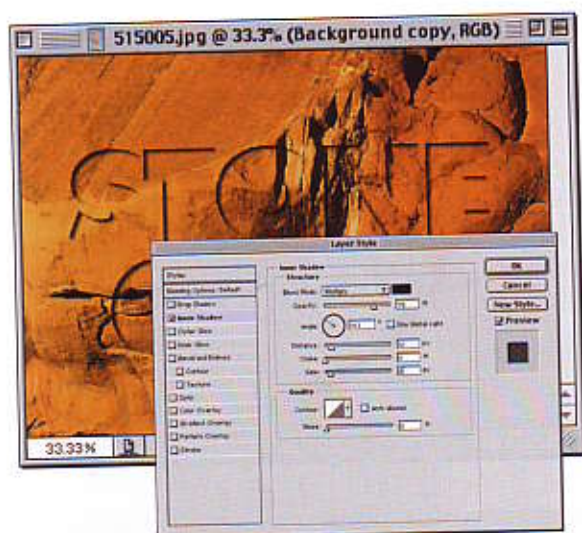 515005.jpg @ 33.3% (Background copy, RGB)
STONE
Layer Style
Styles
Blending Options: Default
Drop Shadow
Inner Shadow
Outer Glow
Inner Glow
Bevel and Emboss
Contour
Texture
Satin
Color Overlay
Gradient Overlay
Pattern Overlay
Stroke
Inner Shadow
Structure
Blend Mode: Multiply
Opacity: %
Angle: ° Use Global Light
Distance: px
Choke: %
Size: px
Quality
Contour: Anti-aliased
Noise: %
OK
Cancel
New Style...
Preview
33.33%